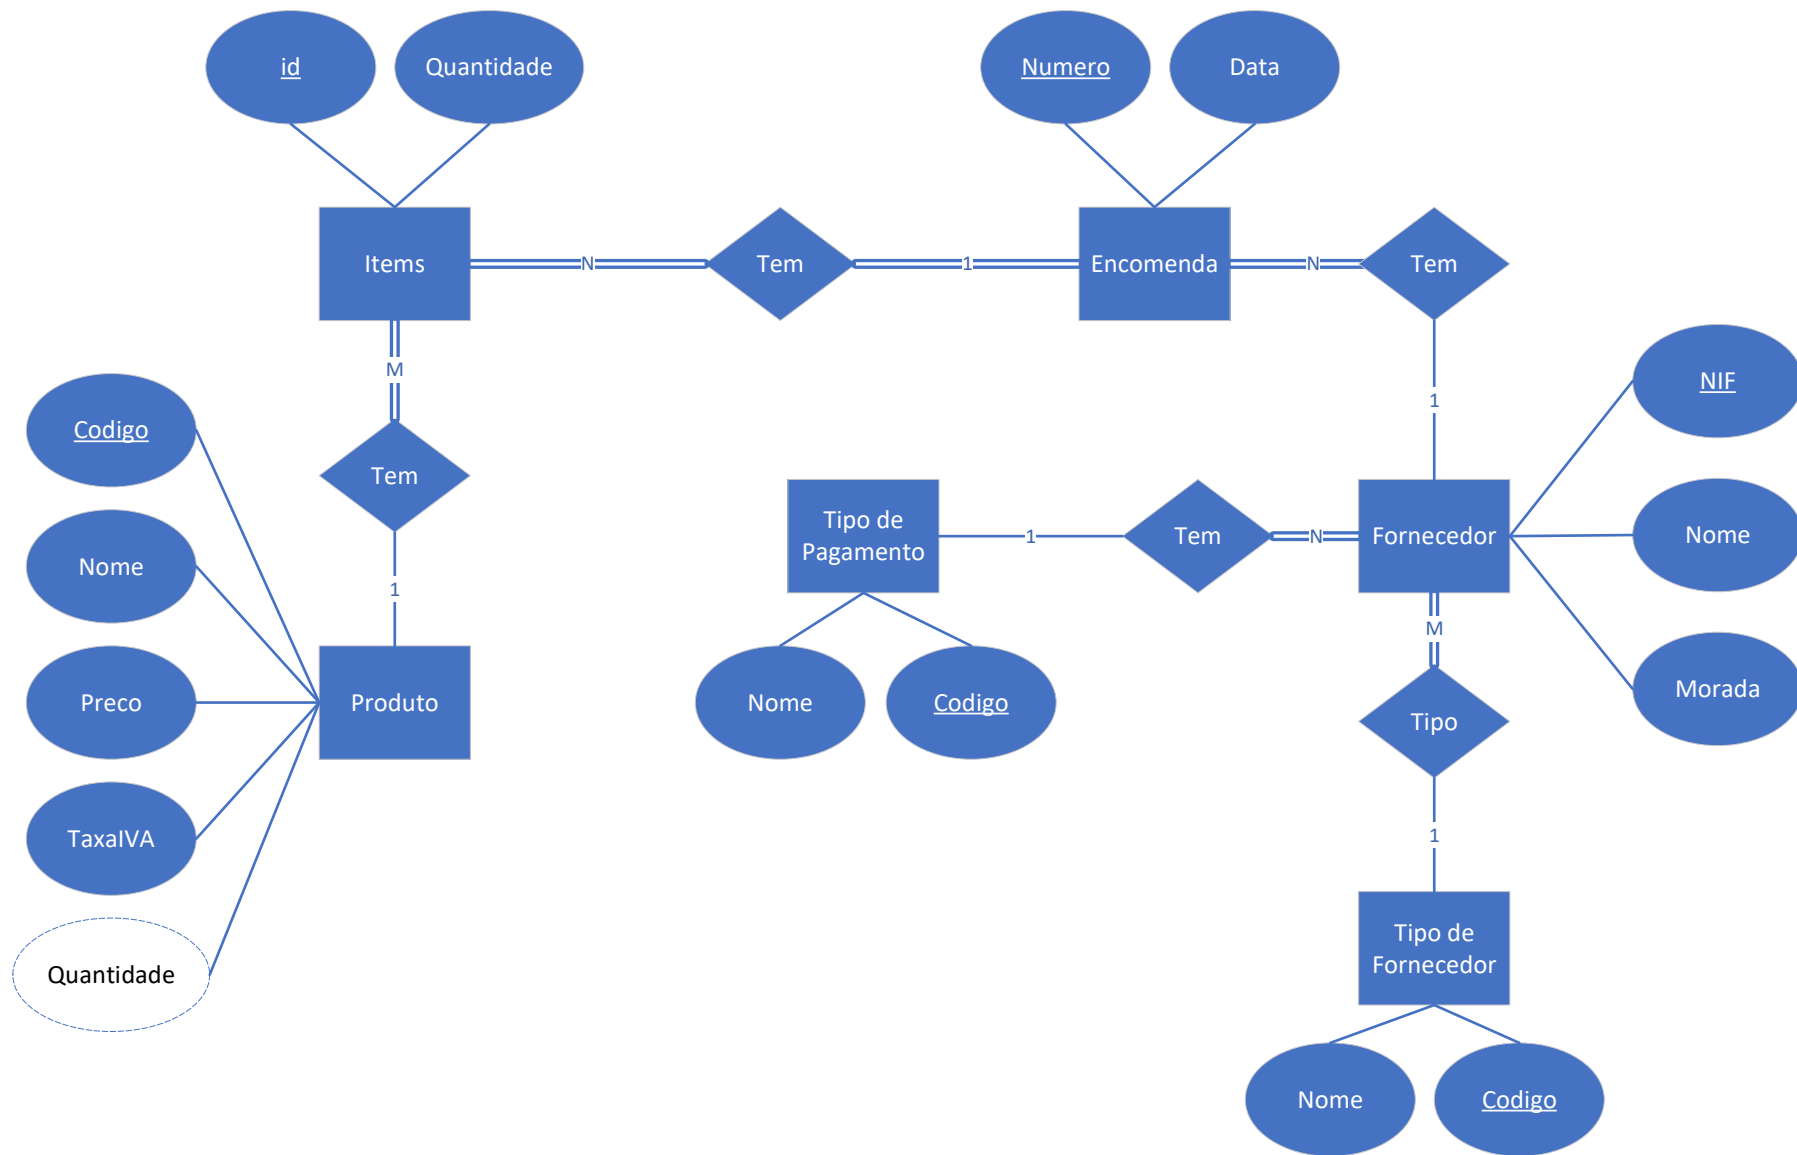 id
Quantidade
Numero
Data
Items
N
Tem
1
Encomenda
N
Tem
M
1
NIF
Codigo
Tem
Tipo de
Pagamento
1
Tem
N
Fornecedor
Nome
Nome
1
M
Preco
Produto
Nome
Codigo
Tipo
Morada
TaxaIVA
1
Quantidade
Tipo de
Fornecedor
Nome
Codigo